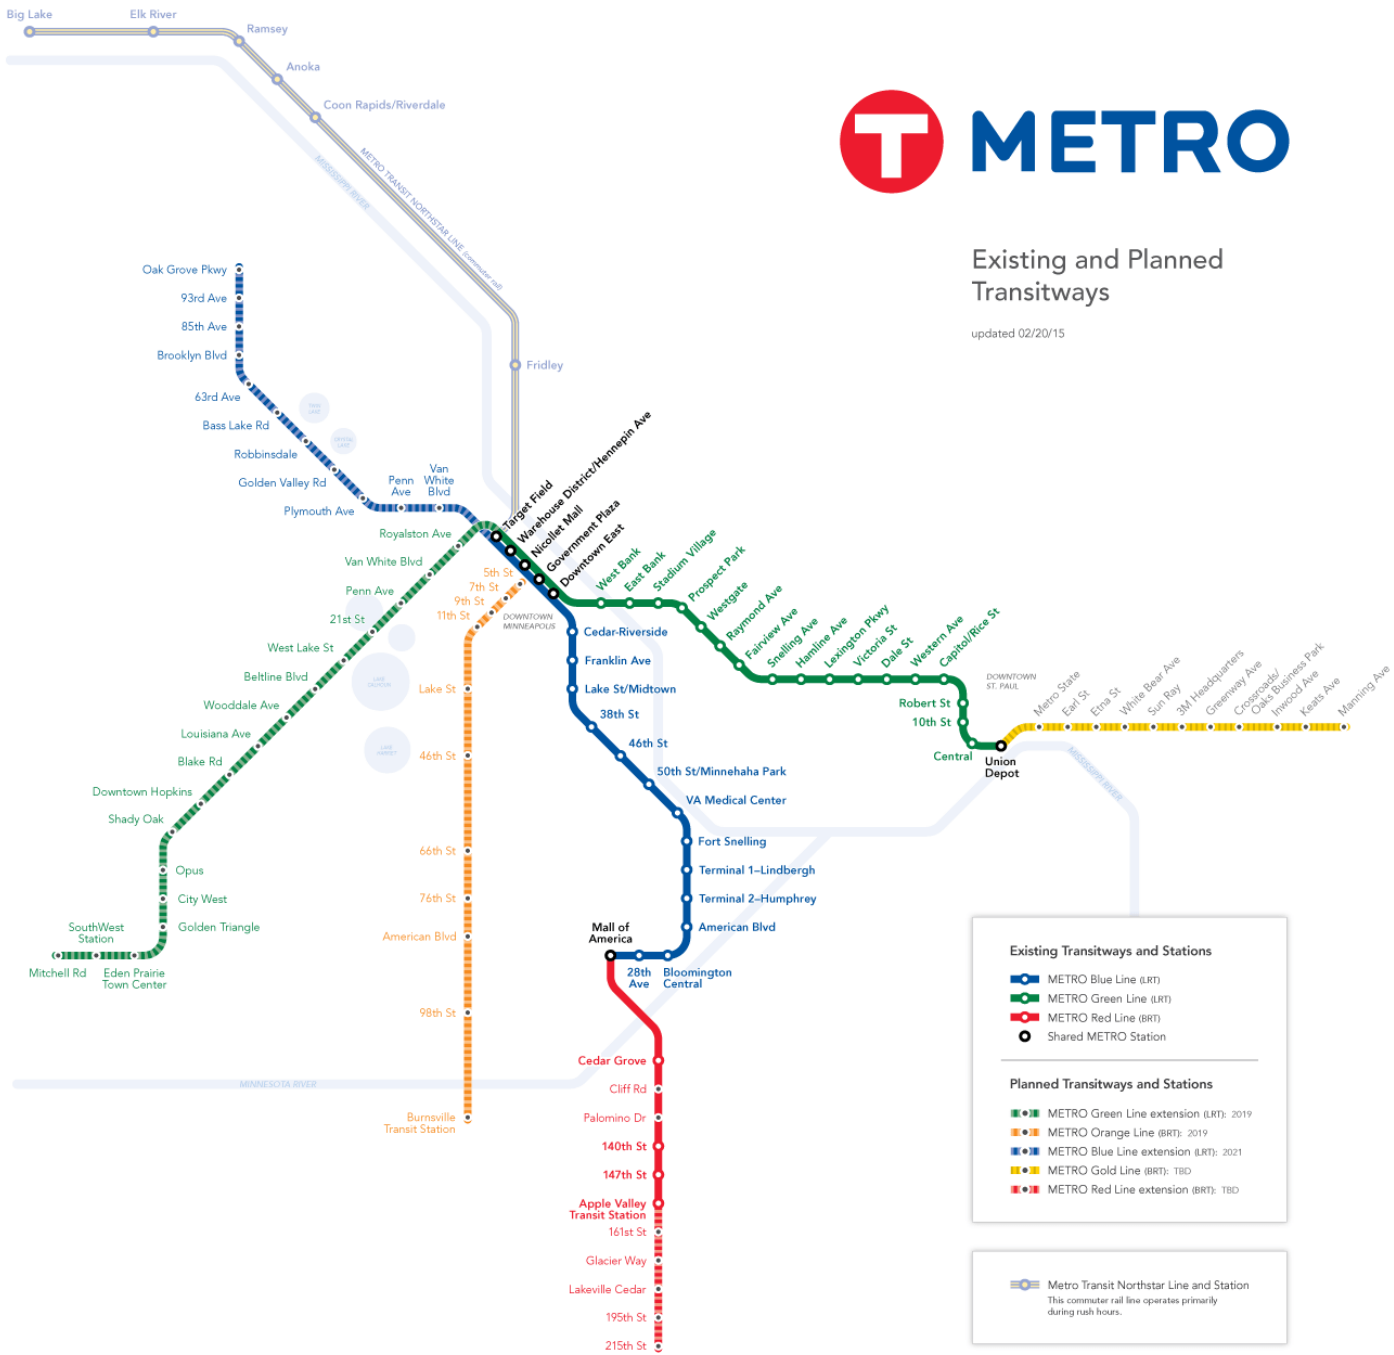 Big Lake
Elk River
Ramsey
Anoka
Coon Rapids/Riverdale
METRO TRANSIT NORTHSTAR LINE (commuter rail)
MISSISSIPPI RIVER
Fridley
T METRO
Existing and Planned
Transitways
updated 02/20/15
Oak Grove Pkwy
93rd Ave
85th Ave
Brooklyn Blvd
63rd Ave
Bass Lake Rd
Robbinsdale
Golden Valley Rd
Plymouth Ave
Penn
Ave
Van
White
Blvd
TWIN
LAKE
CRYSTAL
LAKE
Target Field
Warehouse District/Hennepin Ave
Nicollet Mall
Government Plaza
Downtown East
Royalston Ave
Van White Blvd
Penn Ave
21st St
West Lake St
Beltline Blvd
Wooddale Ave
Louisiana Ave
Blake Rd
Downtown Hopkins
Shady Oak
Opus
City West
Golden Triangle
SouthWest
Station
Mitchell Rd
Eden Prairie
Town Center
LAKE
CALHOUN
LAKE
HARRIET
5th St
7th St
9th St
11th St
DOWNTOWN
MINNEAPOLIS
Lake St
46th St
66th St
76th St
American Blvd
98th St
Burnsville
Transit Station
MINNESOTA RIVER
West Bank
East Bank
Stadium Village
Prospect Park
Westgate
Raymond Ave
Fairview Ave
Snelling Ave
Hamline Ave
Lexington Pkwy
Victoria St
Dale St
Western Ave
Capitol/Rice St
Robert St
10th St
Central
DOWNTOWN
ST. PAUL
Union
Depot
Metro State
Earl St
Etna St
White Bear Ave
Sun Ray
3M Headquarters
Greenway Ave
Crossroads/
Oaks Business Park
Inwood Ave
Keats Ave
Manning Ave
MISSISSIPPI RIVER
Cedar-Riverside
Franklin Ave
Lake St/Midtown
38th St
46th St
50th St/Minnehaha Park
VA Medical Center
Fort Snelling
Terminal 1–Lindbergh
Terminal 2–Humphrey
American Blvd
Mall of
America
28th
Ave
Bloomington
Central
Cedar Grove
Cliff Rd
Palomino Dr
140th St
147th St
Apple Valley
Transit Station
161st St
Glacier Way
Lakeville Cedar
195th St
215th St
Existing Transitways and Stations
METRO Blue Line (LRT)
METRO Green Line (LRT)
METRO Red Line (BRT)
Shared METRO Station
Planned Transitways and Stations
METRO Green Line extension (LRT): 2019
METRO Orange Line (BRT): 2019
METRO Blue Line extension (LRT): 2021
METRO Gold Line (BRT): TBD
METRO Red Line extension (BRT): TBD
Metro Transit Northstar Line and Station
This commuter rail line operates primarily
during rush hours.